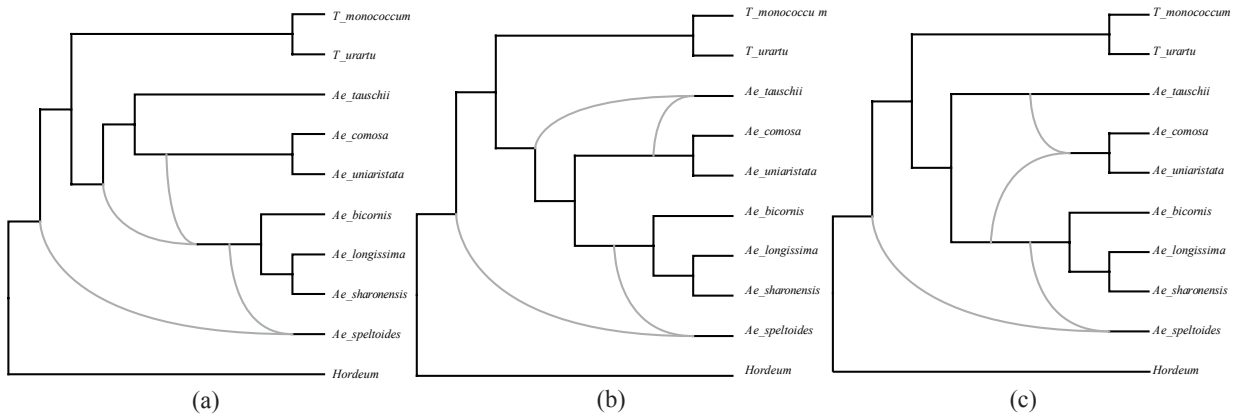 T_monococcum
T_urartu
Ae_tauschii
Ae_comosa
Ae_uniaristata
Ae_bicornis
Ae_longissima
Ae_sharonensis
Ae_speltoides
Hordeum
(a)
T_monococcu m
T_urartu
Ae_tauschii
Ae_comosa
Ae_uniaristata
Ae_bicornis
Ae_longissima
Ae_sharonensis
Ae_speltoides
Hordeum
(b)
T_monococcum
T_urartu
Ae_tauschii
Ae_comosa
Ae_uniaristata
Ae_bicornis
Ae_longissima
Ae_sharonensis
Ae_speltoides
Hordeum
(c)